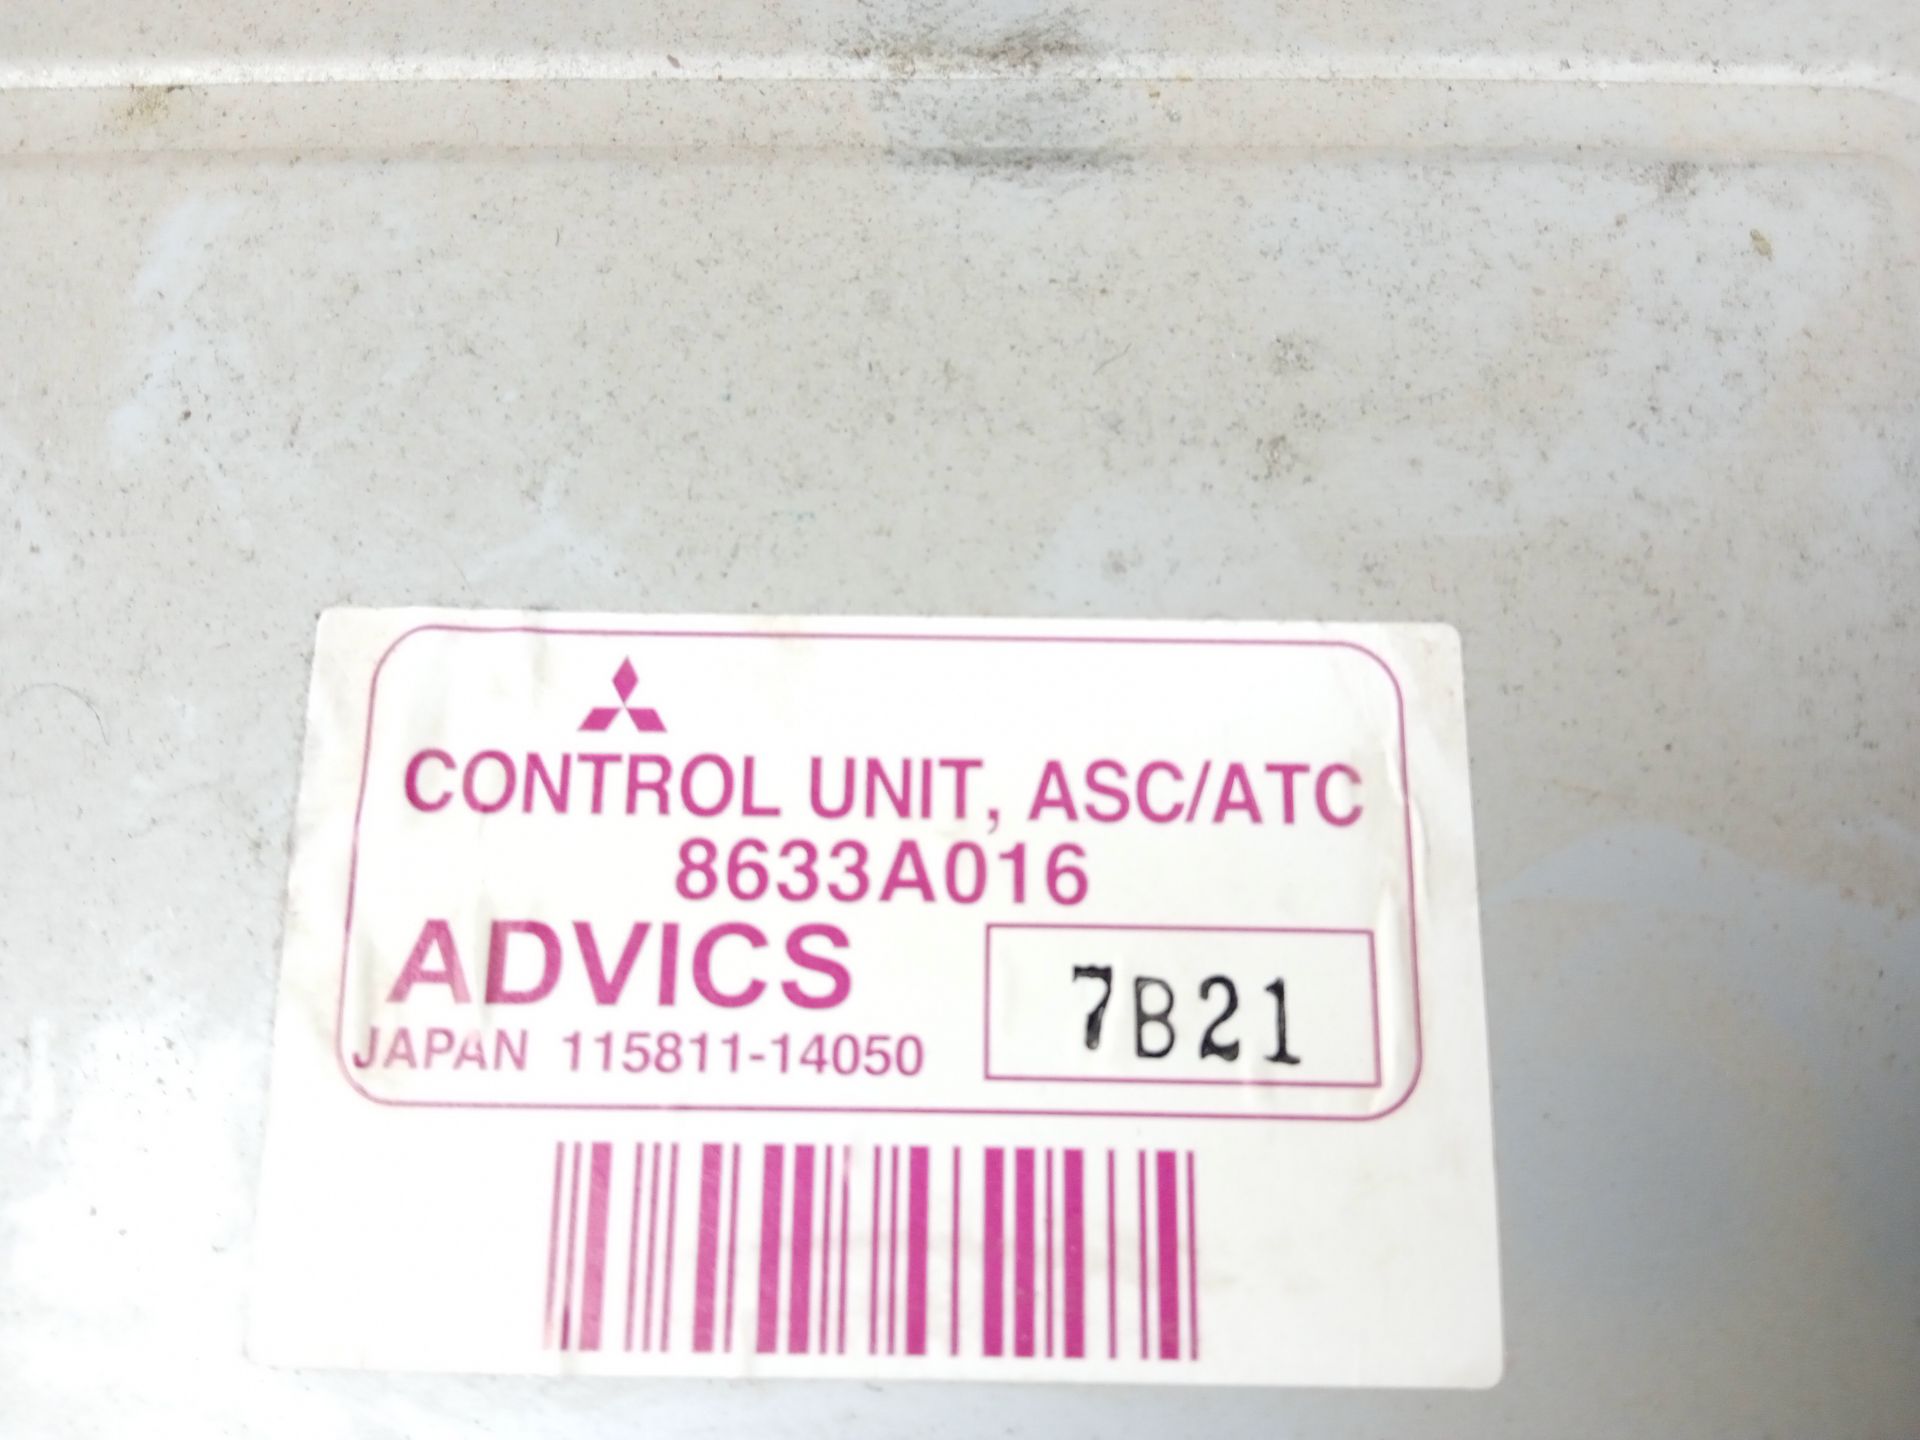 CONTROL UNIT, ASC/ATC
8633A016
ADVICS
JAPAN 115811-14050
7B21